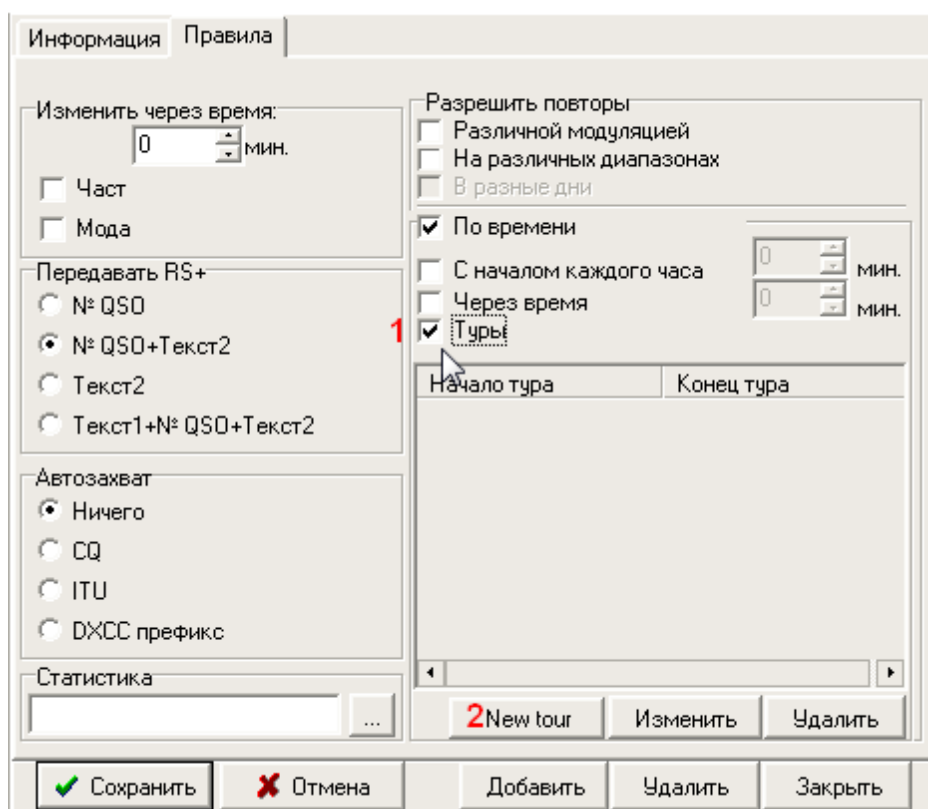 Информация Правила
Изменить через время:
0 мин.
Част
Мода
Передавать RS+
№ QSO
№ QSO+Текст2
Текст2
Текст1+№ QSO+Текст2
Автозахват
Ничего
CQ
ITU
DXCC префикс
Статистика
...
Разрешить повторы
Различной модуляцией
На различных диапазонах
В разные дни
По времени
С началом каждого часа 0 мин.
Через время 0 мин.
1 Туры
Начало тура Конец тура
2 New tour Изменить Удалить
Сохранить Отмена Добавить Удалить Закрыть